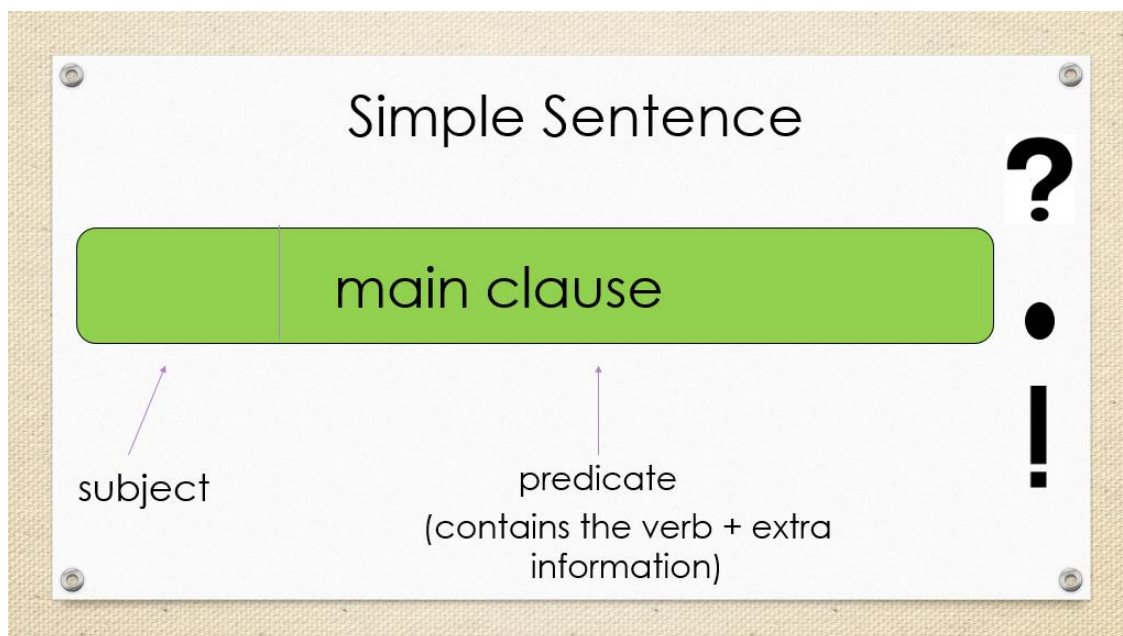 Simple Sentence
?
main clause
.
!
subject
predicate
(contains the verb + extra
information)